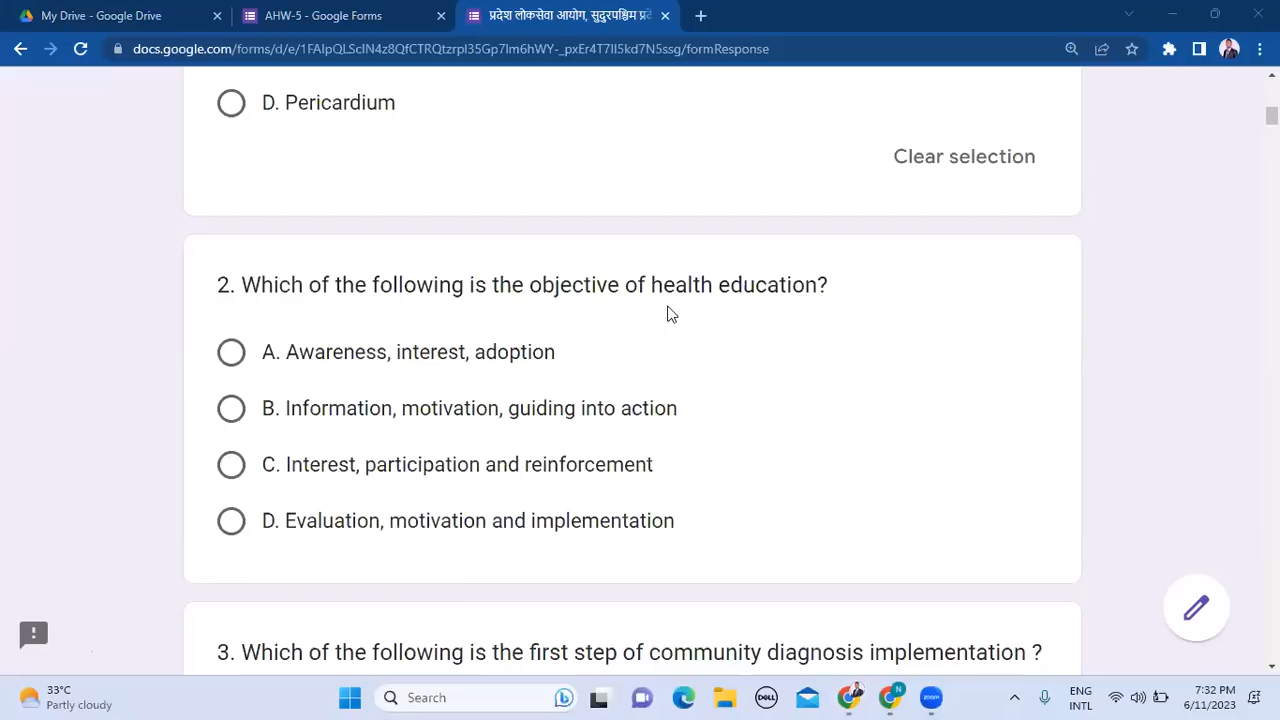 My Drive - Google Drive
AHW-5 - Google Forms
प्रदेश लोकसेवा आयोग, सुदुरपश्चिम प्रदे
docs.google.com/forms/d/e/1FAIpQLScIN4z8QfCTRQtzrpI35Gp7Im6hWY-_pxEr4T7II5kd7N5ssg/formResponse
D. Pericardium
Clear selection
2. Which of the following is the objective of health education?
A. Awareness, interest, adoption
B. Information, motivation, guiding into action
C. Interest, participation and reinforcement
D. Evaluation, motivation and implementation
3. Which of the following is the first step of community diagnosis implementation ?
33°C
Partly cloudy
Search
DELL
N
zoom
ENG
INTL
7:32 PM
6/11/2023